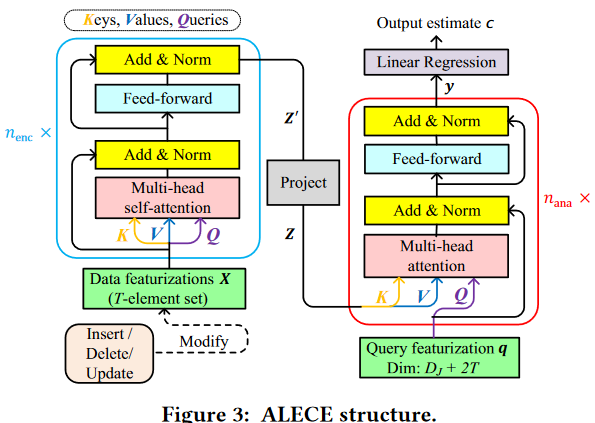 Keys, Values, Queries
Add & Norm
Feed-forward
n_enc ×
Add & Norm
Multi-head
self-attention
K V Q
Data featurizations X
(T-element set)
Insert /
Delete/
Update
Modify
Z'
Project
Z
Output estimate c
Linear Regression
y
Add & Norm
Feed-forward
n_ana ×
Add & Norm
Multi-head
attention
K V Q
Query featurization q
Dim: D_J + 2T
Figure 3: ALECE structure.